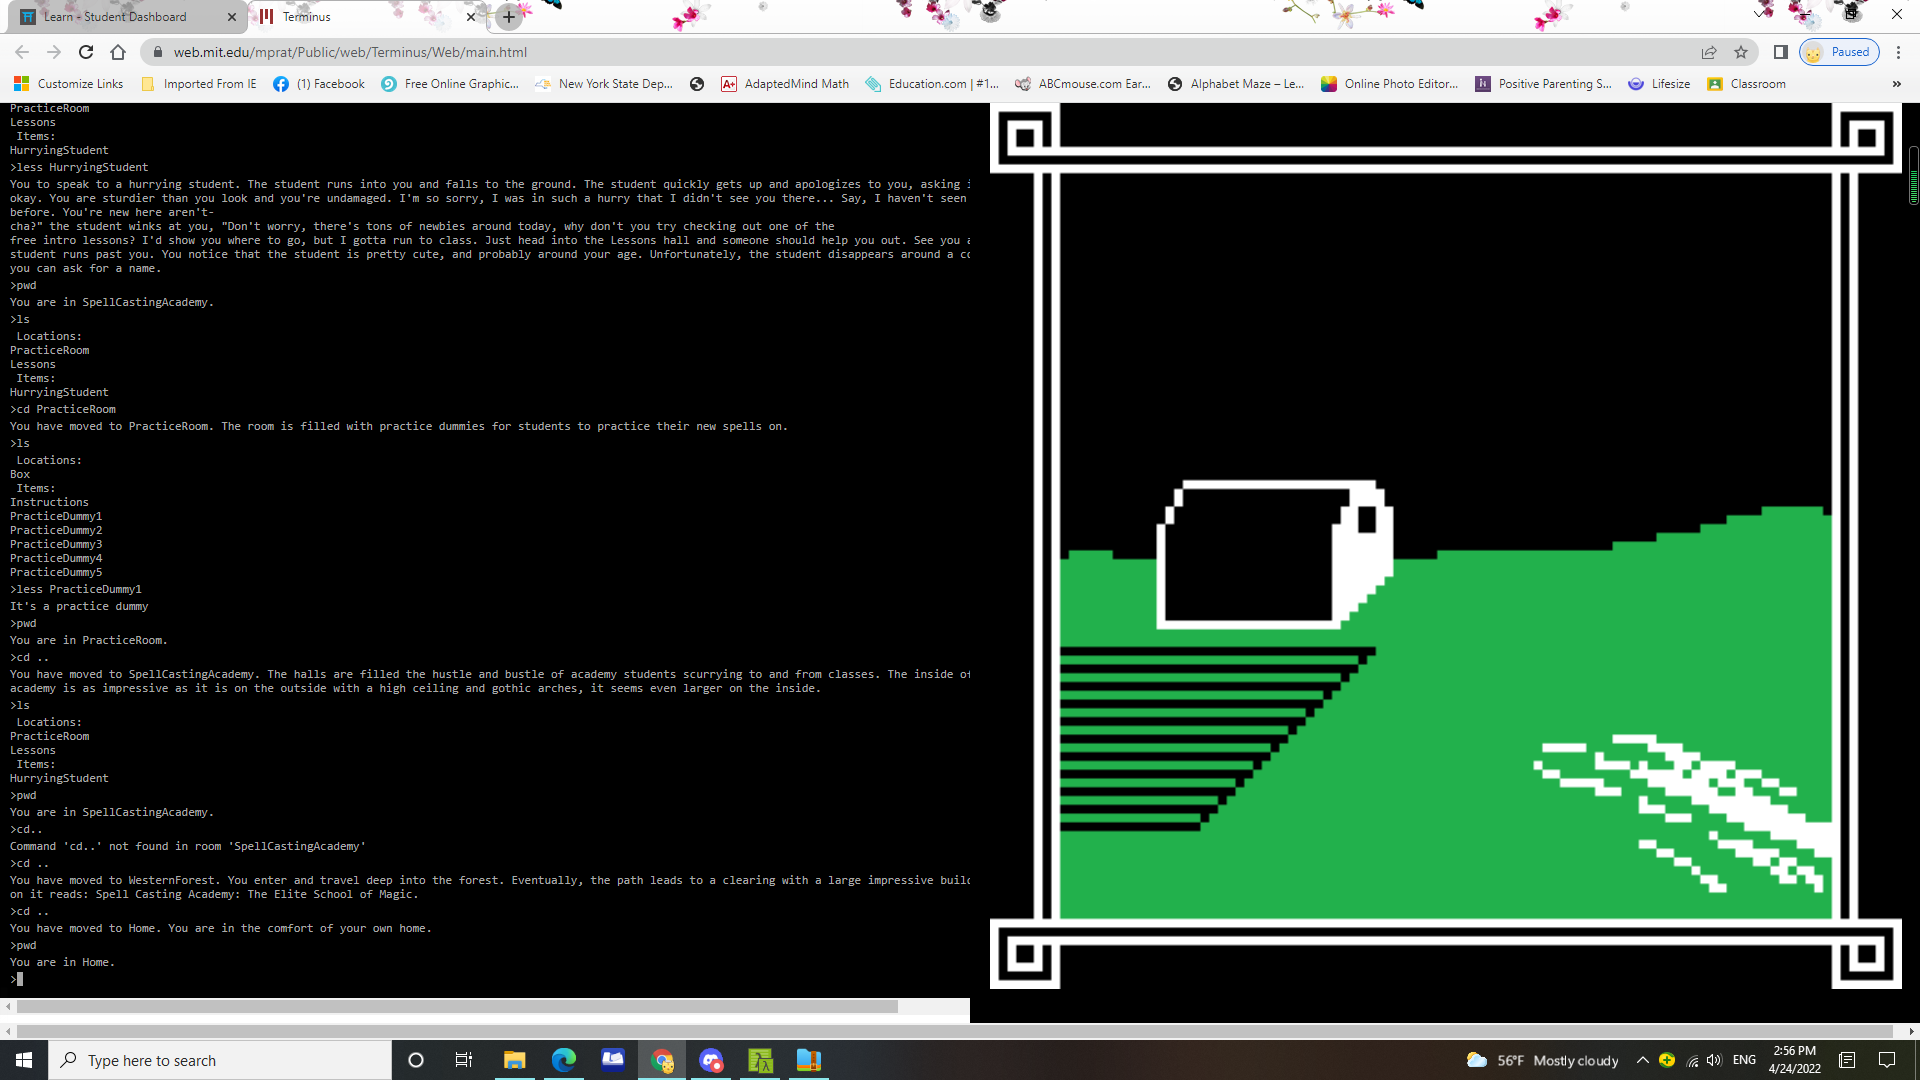 Learn - Student Dashboard
Terminus
web.mit.edu/mprat/Public/web/Terminus/Web/main.html
Paused
Customize Links
Imported From IE
(1) Facebook
Free Online Graphic...
New York State Dep...
AdaptedMind Math
Education.com | #1...
ABCmouse.com Ear...
Alphabet Maze – Le...
Online Photo Editor...
Positive Parenting S...
Lifesize
Classroom
PracticeRoom
Lessons
Items:
HurryingStudent
>less HurryingStudent
You to speak to a hurrying student. The student runs into you and falls to the ground. The student quickly gets up and apologizes to you, asking
okay. You are sturdier than you look and you're undamaged. I'm so sorry, I was in such a hurry that I didn't see you there... Say, I haven't seen
before. You're new here aren't-
cha?" the student winks at you, "Don't worry, there's tons of newbies around today, why don't you try checking out one of the
free intro lessons? I'd show you where to go, but I gotta run to class. Just head into the Lessons hall and someone should help you out. See you a
student runs past you. You notice that the student is pretty cute, and probably around your age. Unfortunately, the student disappears around a co
you can ask for a name.
>pwd
You are in SpellCastingAcademy.
>ls
Locations:
PracticeRoom
Lessons
Items:
HurryingStudent
>cd PracticeRoom
You have moved to PracticeRoom. The room is filled with practice dummies for students to practice their new spells on.
>ls
Locations:
Box
Items:
Instructions
PracticeDummy1
PracticeDummy2
PracticeDummy3
PracticeDummy4
PracticeDummy5
>less PracticeDummy1
It's a practice dummy
>pwd
You are in PracticeRoom.
>cd ..
You have moved to SpellCastingAcademy. The halls are filled the hustle and bustle of academy students scurrying to and from classes. The inside of
academy is as impressive as it is on the outside with a high ceiling and gothic arches, it seems even larger on the inside.
>ls
Locations:
PracticeRoom
Lessons
Items:
HurryingStudent
>pwd
You are in SpellCastingAcademy.
>cd..
Command 'cd..' not found in room 'SpellCastingAcademy'
>cd ..
You have moved to WesternForest. You enter and travel deep into the forest. Eventually, the path leads to a clearing with a large impressive build
on it reads: Spell Casting Academy: The Elite School of Magic.
>cd ..
You have moved to Home. You are in the comfort of your own home.
>pwd
You are in Home.
>
Type here to search
56°F Mostly cloudy
ENG
2:56 PM
4/24/2022